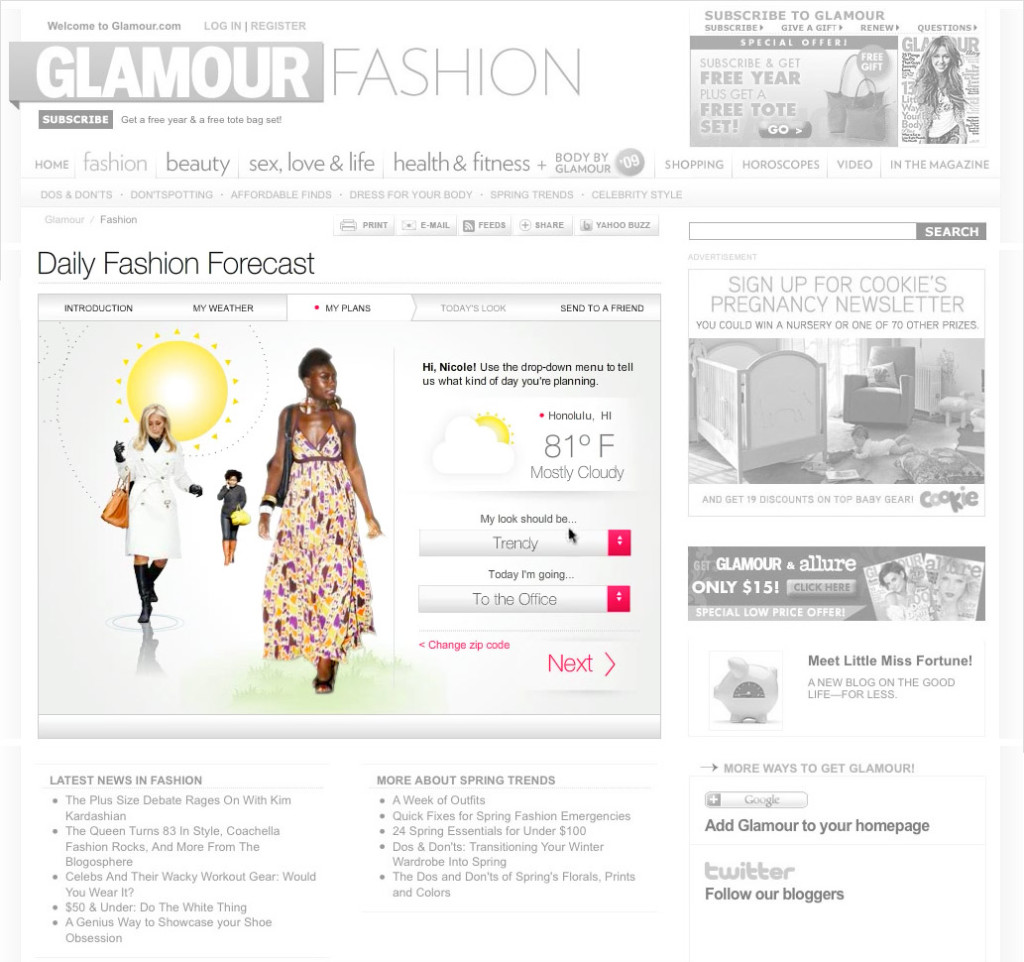 Welcome to Glamour.com LOG IN | REGISTER
GLAMOUR FASHION
SUBSCRIBE Get a free year & a free tote bag set!
SUBSCRIBE TO GLAMOUR
SUBSCRIBE GIVE A GIFT RENEW QUESTIONS
SPECIAL OFFER!
SUBSCRIBE & GET
FREE YEAR
PLUS GET A
FREE TOTE
SET!
GO >
FREE
GIFT
GLAMOUR
HOME fashion beauty sex, love & life health & fitness + BODY BY GLAMOUR '09 SHOPPING HOROSCOPES VIDEO IN THE MAGAZINE
DOS & DON'TS · DON'TSPOTTING · AFFORDABLE FINDS · DRESS FOR YOUR BODY · SPRING TRENDS · CELEBRITY STYLE
Glamour / Fashion
PRINT E-MAIL FEEDS SHARE YAHOO BUZZ
SEARCH
Daily Fashion Forecast
INTRODUCTION MY WEATHER • MY PLANS TODAY'S LOOK SEND TO A FRIEND
Hi, Nicole! Use the drop-down menu to tell
us what kind of day you're planning.
• Honolulu, HI
81º F
Mostly Cloudy
My look should be...
Trendy
Today I'm going...
To the Office
< Change zip code
Next
ADVERTISEMENT
SIGN UP FOR COOKIE'S
PREGNANCY NEWSLETTER
YOU COULD WIN A NURSERY OR ONE OF 70 OTHER PRIZES.
AND GET 19 DISCOUNTS ON TOP BABY GEAR! cookie
GET GLAMOUR & allure
ONLY $15! CLICK HERE
SPECIAL LOW PRICE OFFER!
GLAMOUR
allure
Meet Little Miss Fortune!
A NEW BLOG ON THE GOOD
LIFE—FOR LESS.
LATEST NEWS IN FASHION
• The Plus Size Debate Rages On With Kim
Kardashian
• The Queen Turns 83 In Style, Coachella
Fashion Rocks, And More From The
Blogosphere
• Celebs And Their Wacky Workout Gear: Would
You Wear It?
• $50 & Under: Do The White Thing
• A Genius Way to Showcase your Shoe
Obsession
MORE ABOUT SPRING TRENDS
• A Week of Outfits
• Quick Fixes for Spring Fashion Emergencies
• 24 Spring Essentials for Under $100
• Dos & Don'ts: Transitioning Your Winter
Wardrobe Into Spring
• The Dos and Don'ts of Spring's Florals, Prints
and Colors
MORE WAYS TO GET GLAMOUR!
Google
Add Glamour to your homepage
twitter
Follow our bloggers